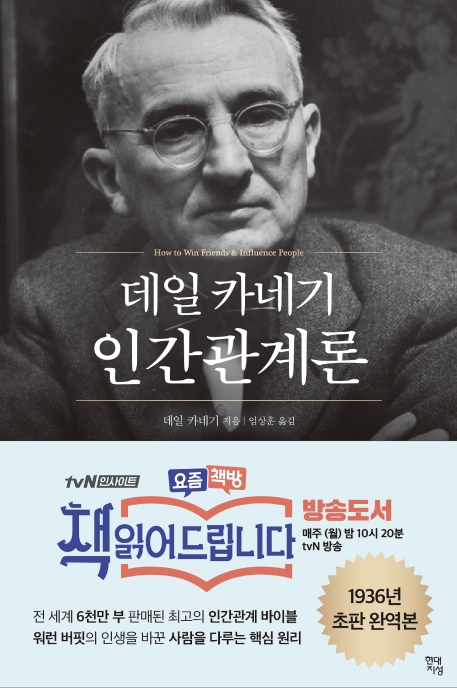 How to Win Friends & Influence People
데일 카네기
인간관계론
데일 카네기 지음 | 임상훈 옮김
tvN 인사이트
요즘 책방
책 읽어드립니다
방송도서
매주 (월) 밤 10시 20분
tvN 방송
1936년
초판 완역본
전 세계 6천만 부 판매된 최고의 인간관계 바이블
워런 버핏의 인생을 바꾼 사람을 다루는 핵심 원리
현대
지성